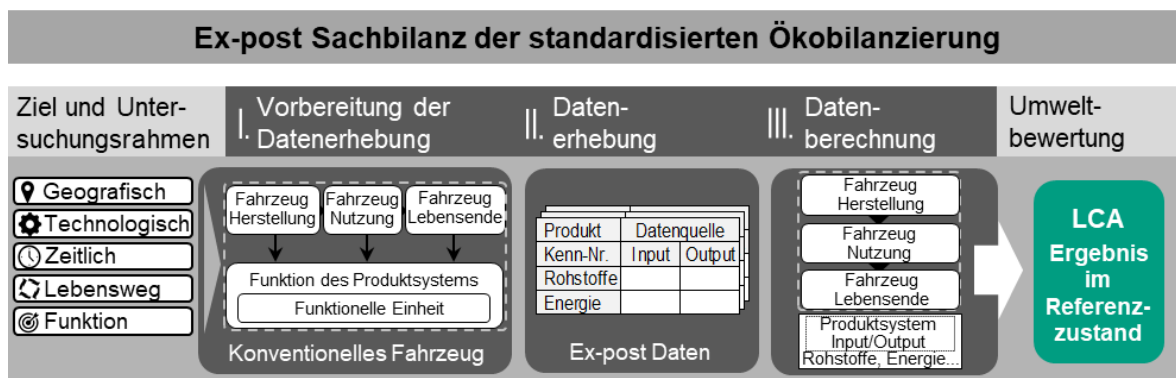 Ex-post Sachbilanz der standardisierten Ökobilanzierung
Ziel und Unter-
suchungsrahmen
I. Vorbereitung der
Datenerhebung
II. Daten-
erhebung
III. Daten-
berechnung
Umwelt-
bewertung
Geografisch
Technologisch
Zeitlich
Lebensweg
Funktion
Fahrzeug
Herstellung
Fahrzeug
Nutzung
Fahrzeug
Lebensende
Funktion des Produktsystems
Funktionelle Einheit
Konventionelles Fahrzeug
Produkt Datenquelle
Kenn-Nr. Input Output
Rohstoffe
Energie
Ex-post Daten
Fahrzeug
Herstellung
Fahrzeug
Nutzung
Fahrzeug
Lebensende
Produktsystem
Input/Output
Rohstoffe, Energie...
LCA
Ergebnis
im
Referenz-
zustand